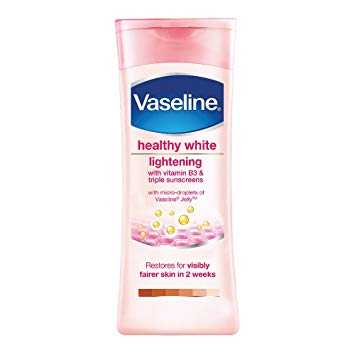 Vaseline®
healthy white
lightening
with vitamin B3 &
triple sunscreens
with micro-droplets of
Vaseline® Jelly™
Restores for visibly
fairer skin in 2 weeks